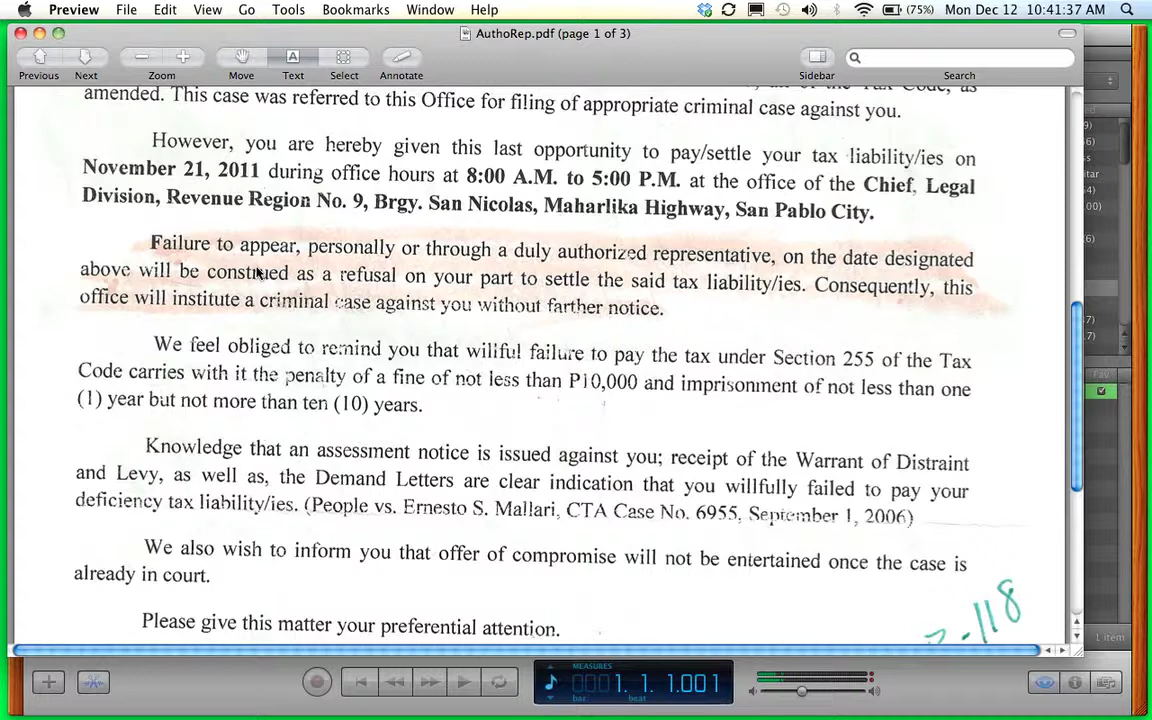 Preview File Edit View Go Tools Bookmarks Window Help (75%) Mon Dec 12 10:41:37 AM
AuthoRep.pdf (page 1 of 3)
Previous Next Zoom Move Text Select Annotate Sidebar Search
amended. This case was referred to this Office for filing of appropriate criminal case against you.
However, you are hereby given this last opportunity to pay/settle your tax liability/ies on
November 21, 2011 during office hours at 8:00 A.M. to 5:00 P.M. at the office of the Chief, Legal
Division, Revenue Region No. 9, Brgy. San Nicolas, Maharlika Highway, San Pablo City.
Failure to appear, personally or through a duly authorized representative, on the date designated
above will be construed as a refusal on your part to settle the said tax liability/ies. Consequently, this
office will institute a criminal case against you without farther notice.
We feel obliged to remind you that willful failure to pay the tax under Section 255 of the Tax
Code carries with it the penalty of a fine of not less than P10,000 and imprisonment of not less than one
(1) year but not more than ten (10) years.
Knowledge that an assessment notice is issued against you; receipt of the Warrant of Distraint
and Levy, as well as, the Demand Letters are clear indication that you willfully failed to pay your
deficiency tax liability/ies. (People vs. Ernesto S. Mallari, CTA Case No. 6955, September 1, 2006)
We also wish to inform you that offer of compromise will not be entertained once the case is
already in court.
Please give this matter your preferential attention.
-118
Fav
1 item
MEASURES
0001. 1. 1.001
bar beat